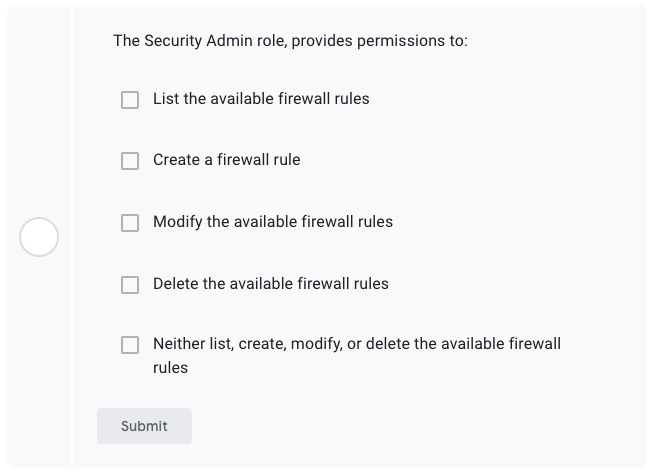 The Security Admin role, provides permissions to:
List the available firewall rules
Create a firewall rule
Modify the available firewall rules
Delete the available firewall rules
Neither list, create, modify, or delete the available firewall
rules
Submit